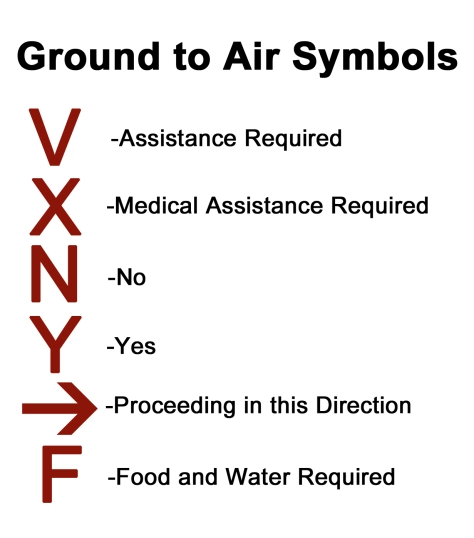 Ground to Air Symbols
V -Assistance Required
X -Medical Assistance Required
N -No
Y -Yes
→ -Proceeding in this Direction
F -Food and Water Required